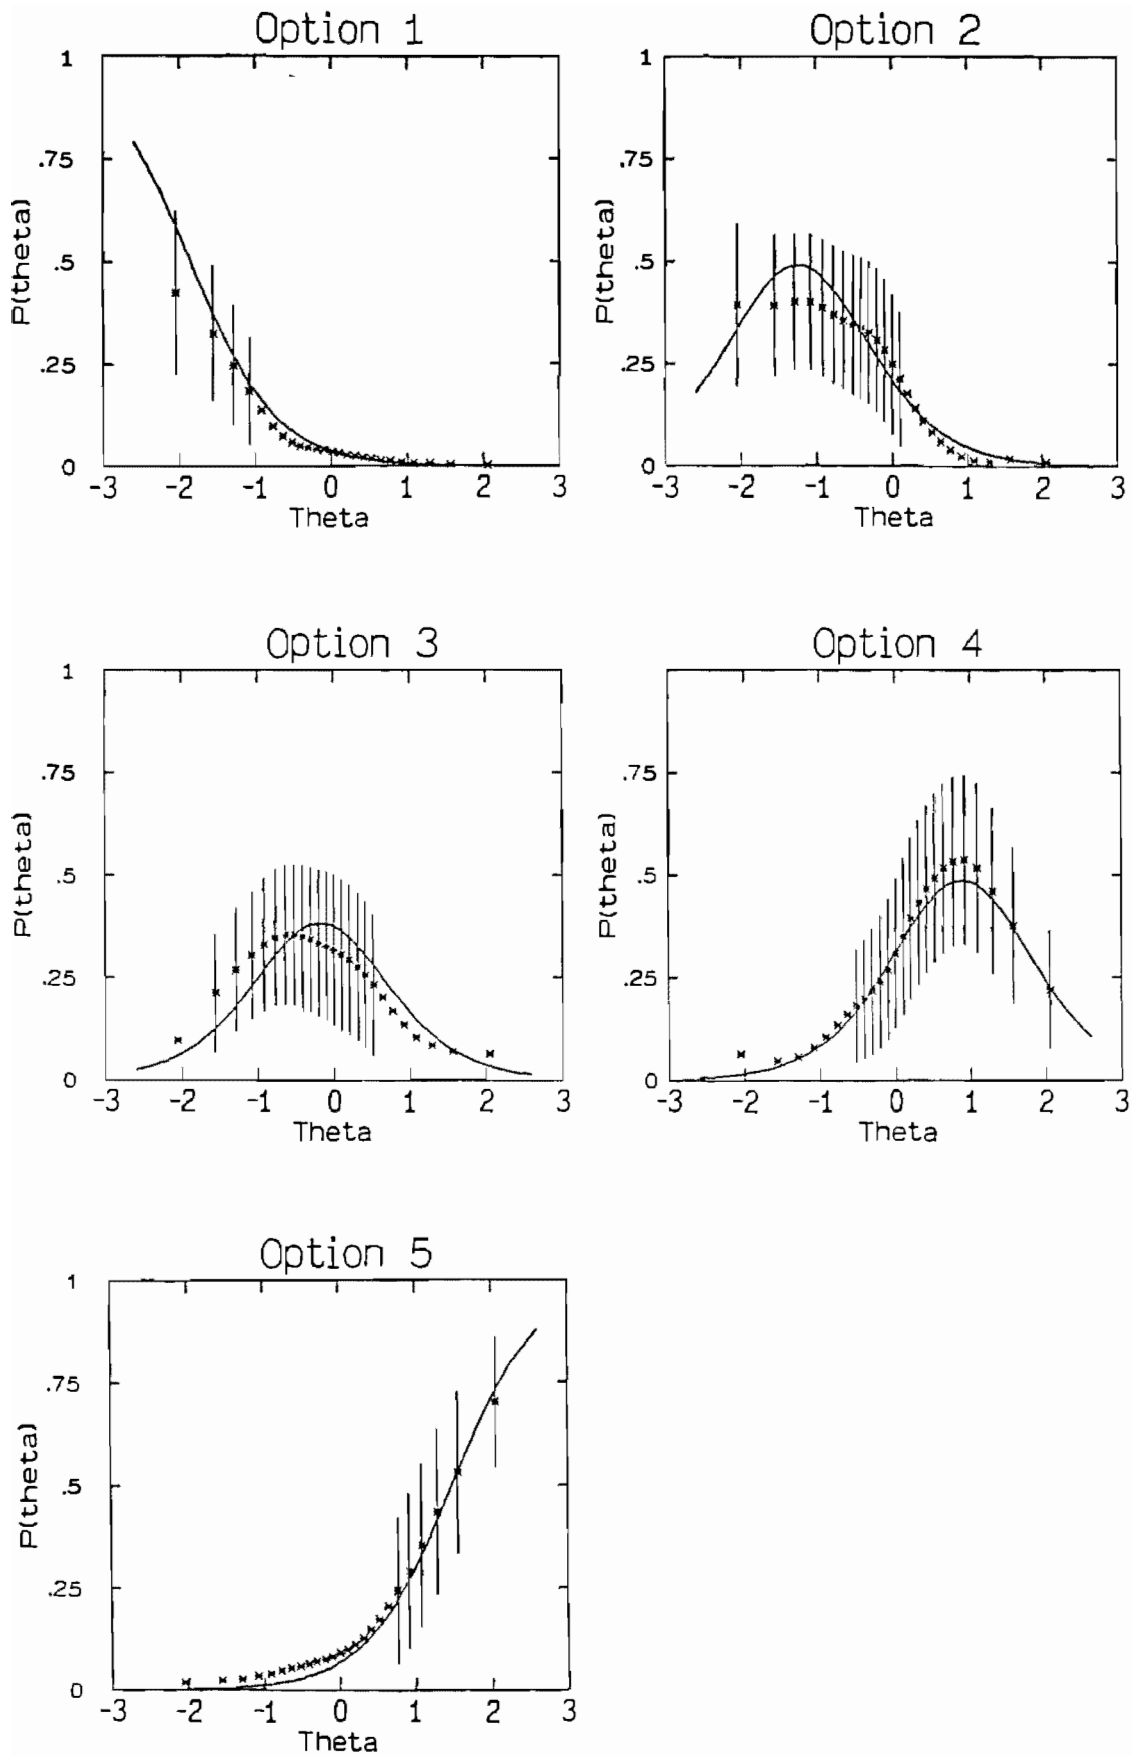 Option 1
1
.75
.5
.25
0
P(theta)
-3 -2 -1 0 1 2 3
Theta
Option 2
1
.75
.5
.25
0
P(theta)
-3 -2 -1 0 1 2 3
Theta
Option 3
1
.75
.5
.25
0
P(theta)
-3 -2 -1 0 1 2 3
Theta
Option 4
.75
.5
.25
0
P(theta)
-3 -2 -1 0 1 2 3
Theta
Option 5
1
.75
.5
.25
0
P(theta)
-3 -2 -1 0 1 2 3
Theta